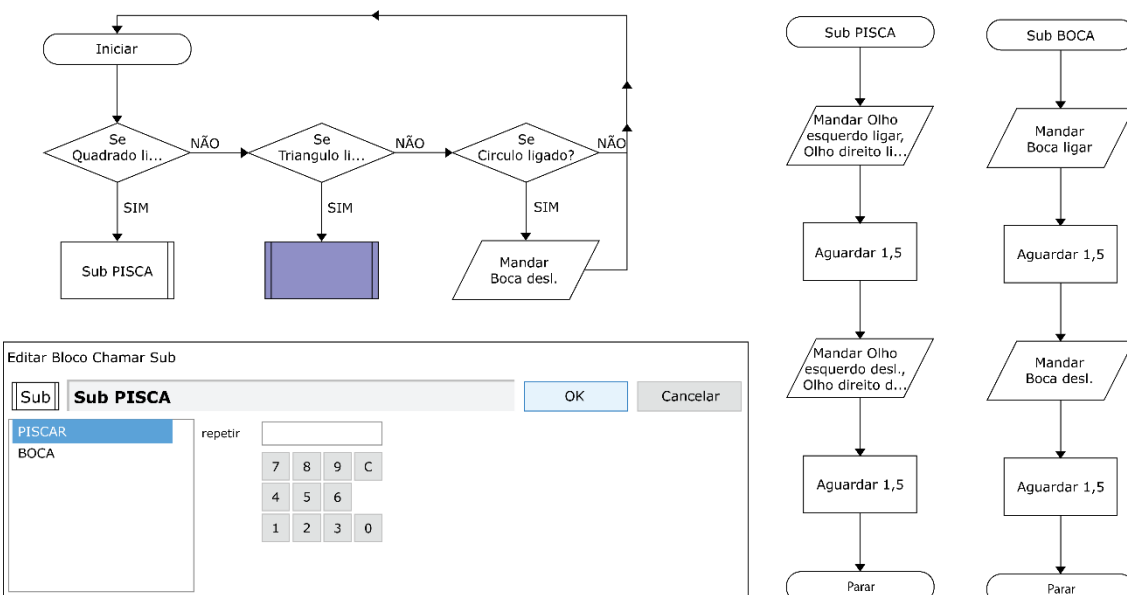 Iniciar
Se
Quadrado li...
NÃO
Se
Triangulo li...
NÃO
Se
Circulo ligado?
NÃO
SIM
SIM
SIM
Sub PISCA
Mandar
Boca desl.
Sub PISCA
Mandar Olho
esquerdo ligar,
Olho direito li...
Aguardar 1,5
Mandar Olho
esquerdo desl.,
Olho direito d...
Aguardar 1,5
Parar
Sub BOCA
Mandar
Boca ligar
Aguardar 1,5
Mandar
Boca desl.
Aguardar 1,5
Parar
Editar Bloco Chamar Sub
Sub Sub PISCA OK Cancelar
PISCAR
BOCA
repetir
7 8 9 C
4 5 6
1 2 3 0